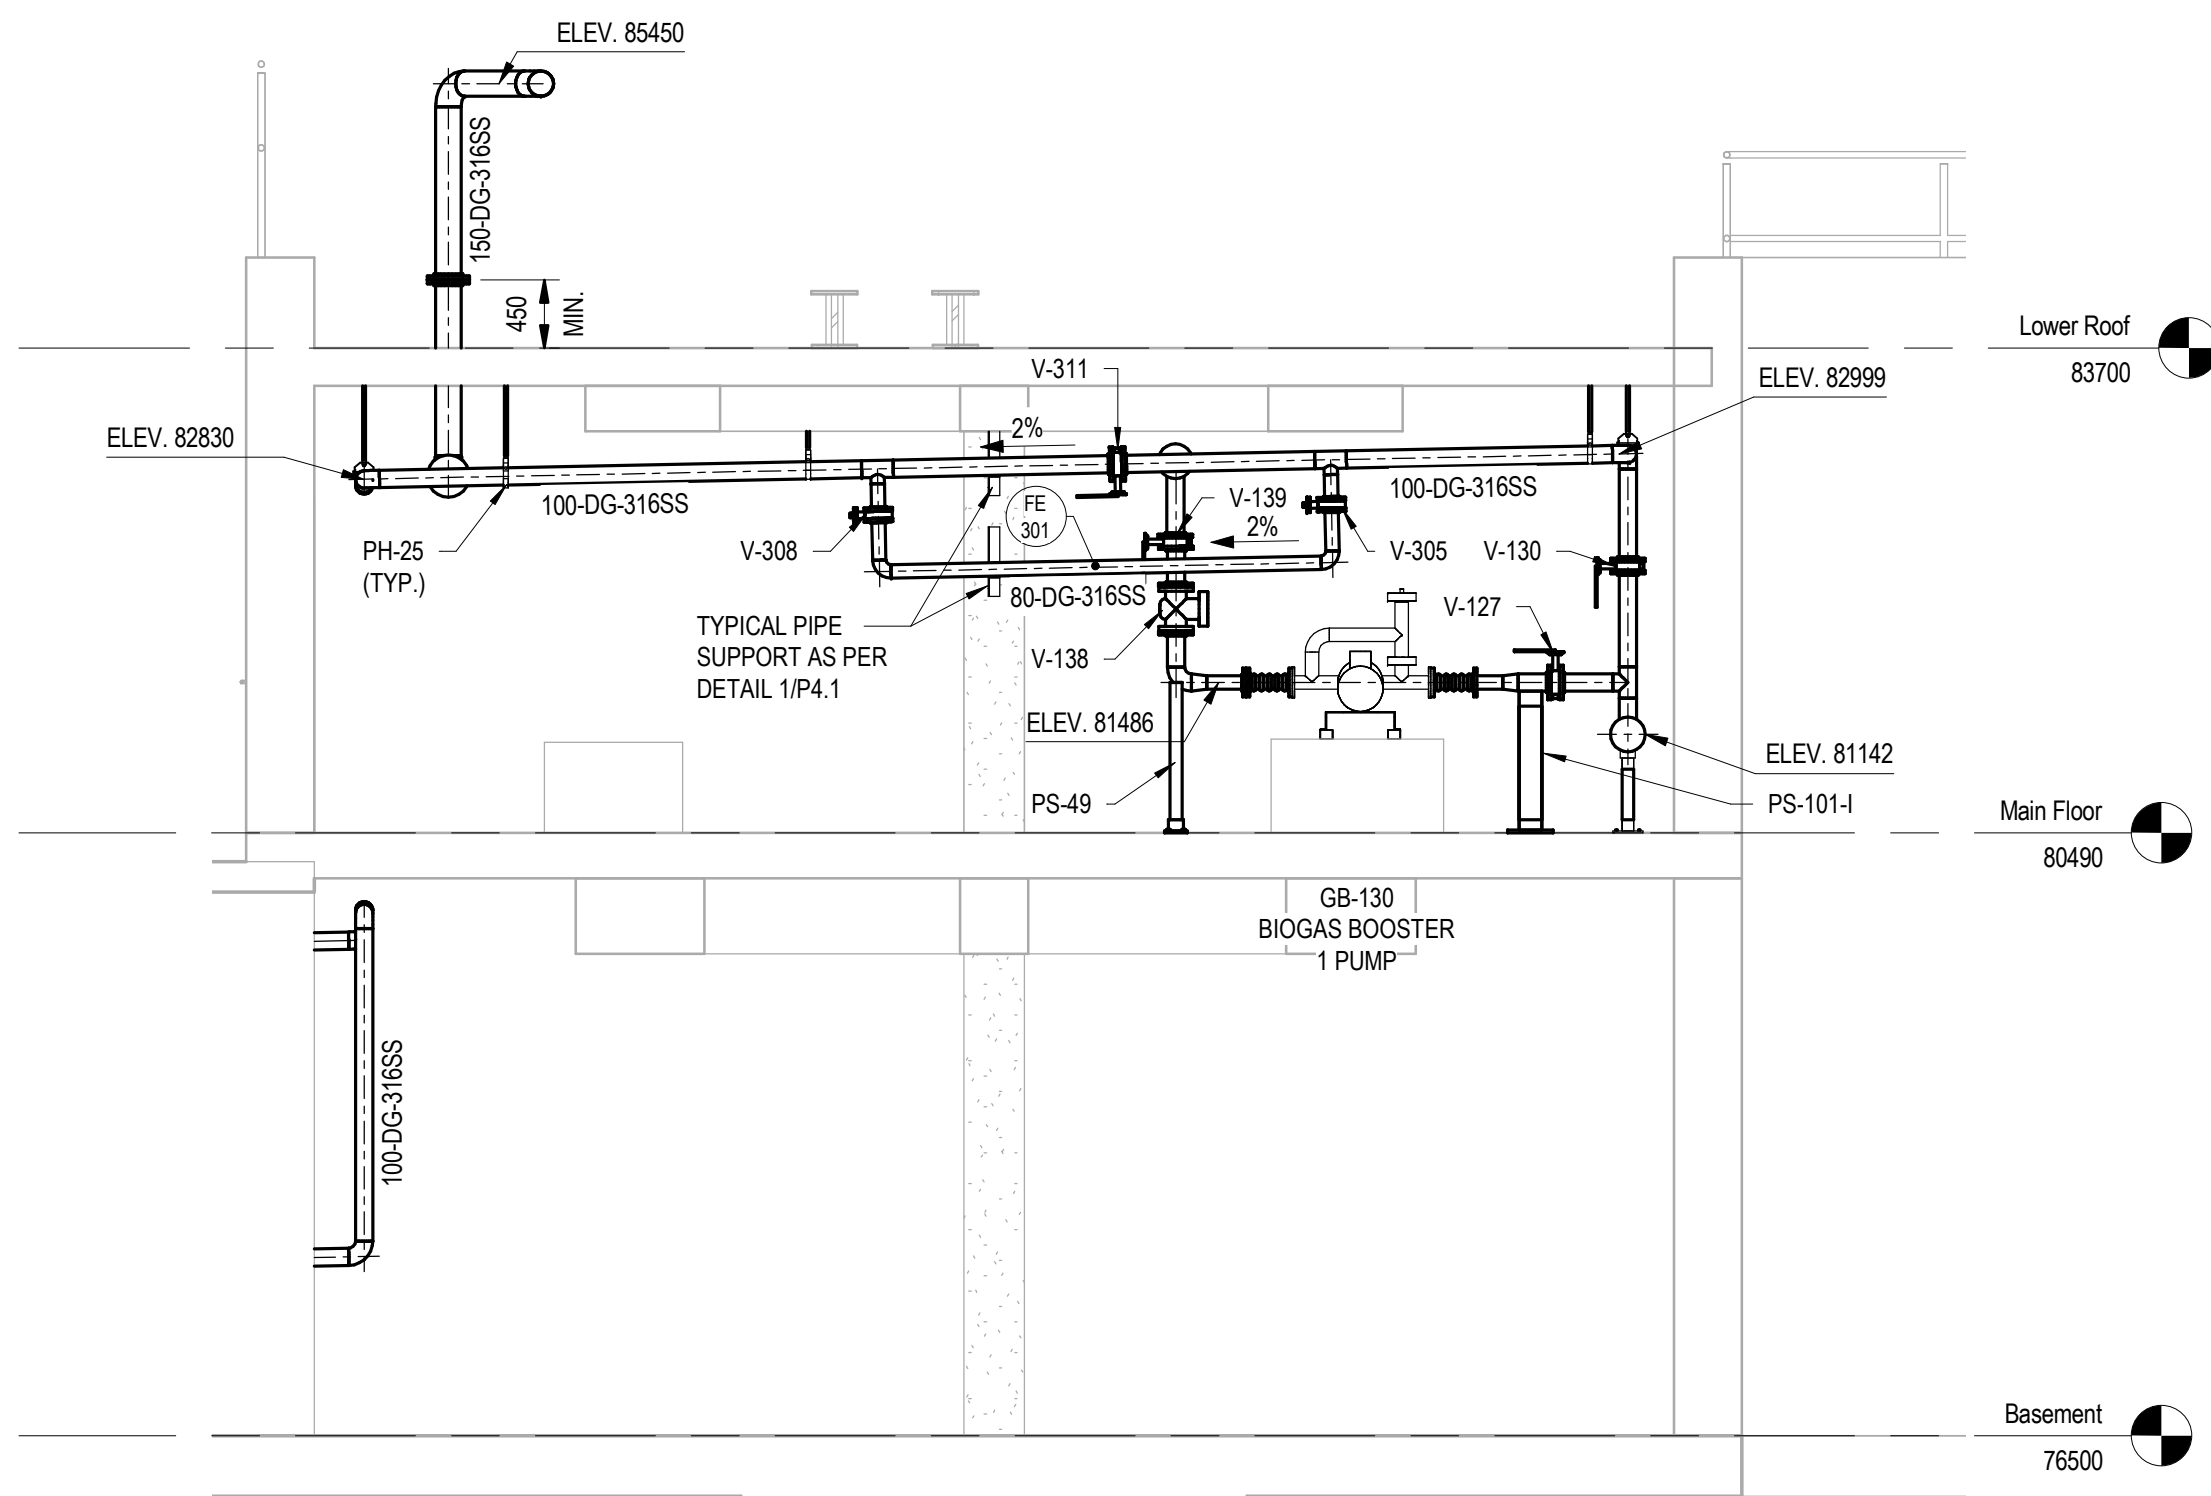 ELEV. 85450
150-DG-316SS
450
MIN.
Lower Roof
83700
V-311
ELEV. 82999
ELEV. 82830
2%
100-DG-316SS
100-DG-316SS
FE
301
V-139
2%
PH-25
(TYP.)
V-308
V-305
V-130
80-DG-316SS
V-127
TYPICAL PIPE
SUPPORT AS PER
DETAIL 1/P4.1
V-138
ELEV. 81486
ELEV. 81142
PS-49
PS-101-I
Main Floor
80490
GB-130
BIOGAS BOOSTER
1 PUMP
100-DG-316SS
Basement
76500